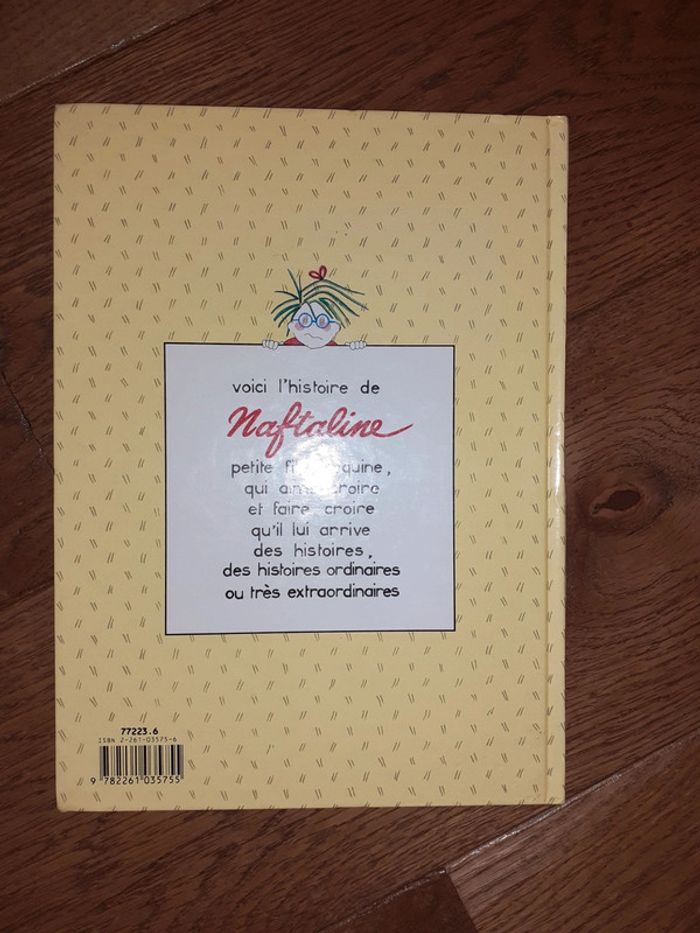 voici l'histoire de
Naftaline
petite
qui croire
et faire croire
qu'il lui arrive
des histoires,
des histoires ordinaires
ou très extraordinaires
77223.6
ISBN 2-261-03575-6
9 782261 035755